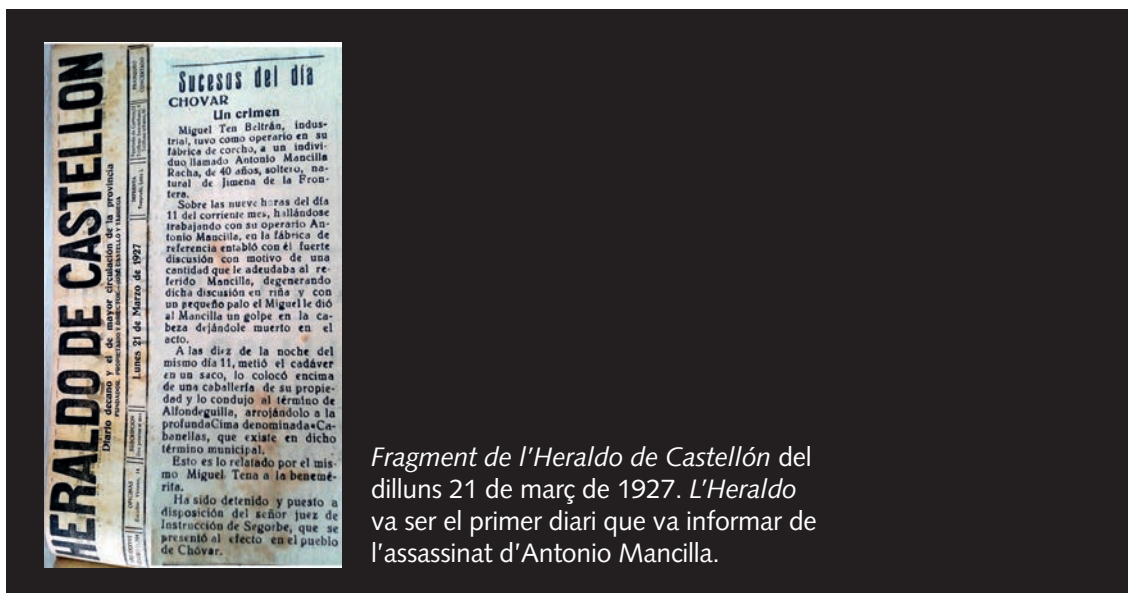 HERALDO DE CASTELLON
Diario decano y el de mayor circulación de la provincia
FUNDADOR, PROPIETARIO Y DIRECTOR—JOSÉ CASTELLÓ Y TÁRREGA
Lunes 21 de Marzo de 1927
Sucesos del día
CHOVAR
Un crimen
Miguel Ten Beltrán, indus-
trial, tuvo como operario en su
fábrica de corcho, a un indivi-
duo llamado Antonio Mancilla
Racha, de 40 años, soltero, na-
tural de Jimena de la Fron-
tera.
Sobre las nueve horas del día
11 del corriente mes, hallándose
trabajando con su operario An-
tonio Mancilla, en la fábrica de
referencia entabló con él fuerte
discusión con motivo de una
cantidad que le adeudaba al re-
ferido Mancilla, degenerando
dicha discusión en riña y con
un pequeño palo el Miguel le dió
al Mancilla un golpe en la ca-
beza dejándole muerto en el
acto.
A las diez de la noche del
mismo día 11, metió el cadáver
en un saco, lo colocó encima
de una caballería de su propie-
dad y lo condujo al término de
Alfondeguilla, arrojándolo a la
profundaCima denominada«Ca-
banellas, que existe en dicho
término municipal.
Esto es lo relatado por el mis-
mo Miguel Tena a la benemé-
rita.
Ha sido detenido y puesto a
disposición del señor juez de
Instrucción de Segorbe, que se
presentó al efecto en el pueblo
de Chóvar.
Fragment de l’Heraldo de Castellón del
dilluns 21 de març de 1927. L’Heraldo
va ser el primer diari que va informar de
l’assassinat d’Antonio Mancilla.